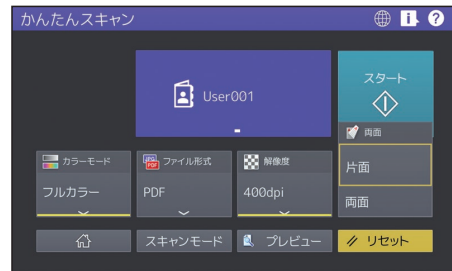 かんたんスキャン
User001
スタート
両面
片面
両面
カラーモード
フルカラー
JPEG
PDF
ファイル形式
PDF
解像度
400dpi
スキャンモード
プレビュー
リセット